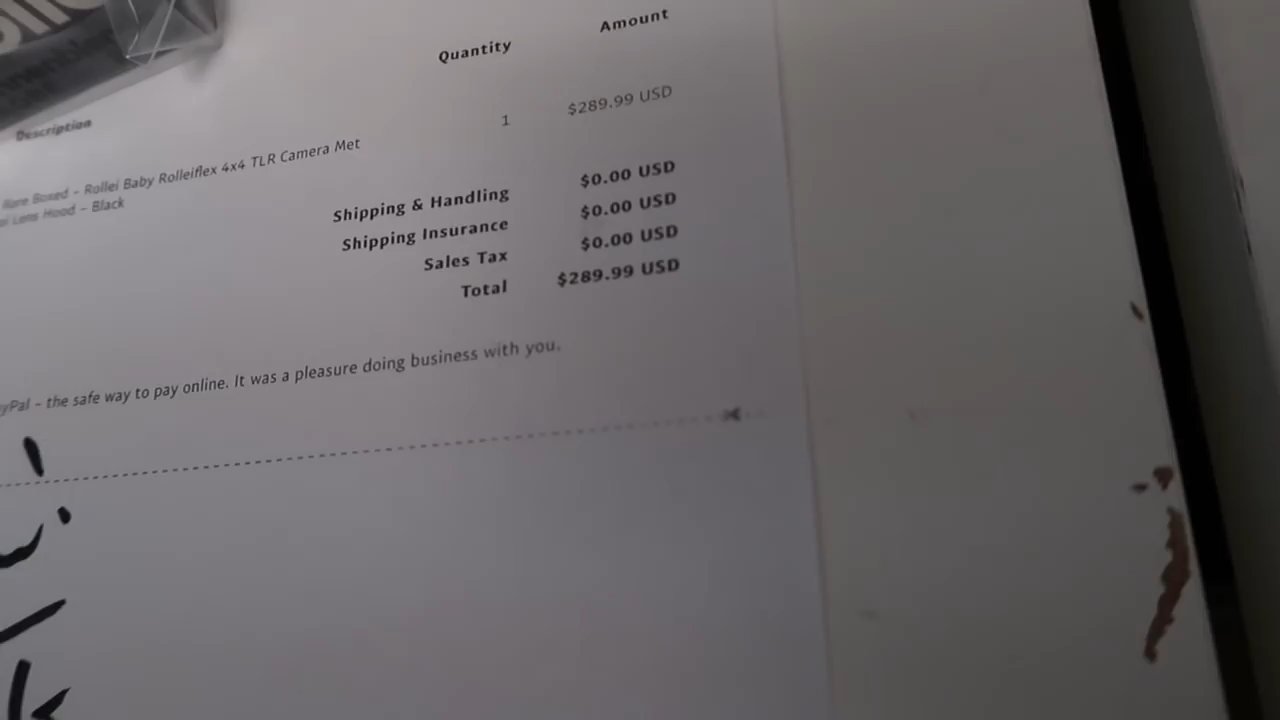 Quantity Amount
Description
Rare Boxed - Rollei Baby Rolleiflex 4x4 TLR Camera Met 1 $289.99 USD
Lens Hood - Black
Shipping & Handling $0.00 USD
Shipping Insurance $0.00 USD
Sales Tax $0.00 USD
Total $289.99 USD
yPal - the safe way to pay online. It was a pleasure doing business with you.